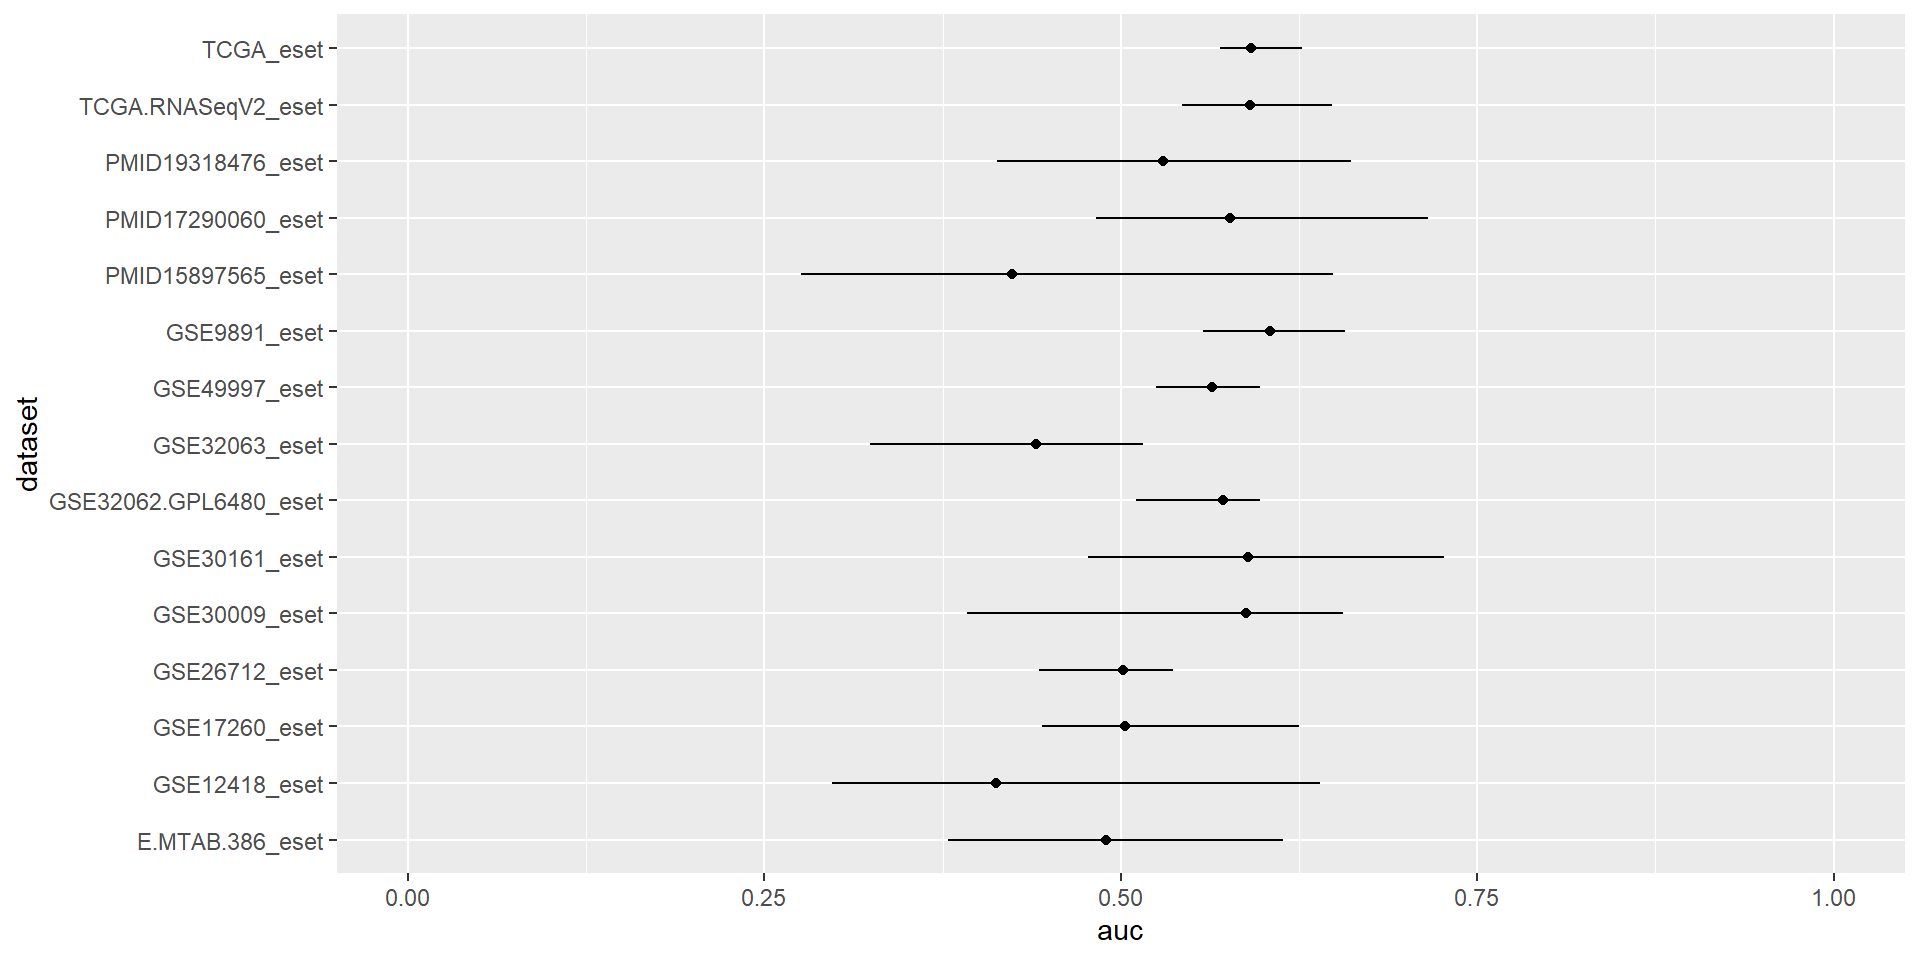 TCGA_eset
TCGA.RNASeqV2_eset
PMID19318476_eset
PMID17290060_eset
PMID15897565_eset
GSE9891_eset
GSE49997_eset
GSE32063_eset
GSE32062.GPL6480_eset
GSE30161_eset
GSE30009_eset
GSE26712_eset
GSE17260_eset
GSE12418_eset
E.MTAB.386_eset
dataset
0.00 0.25 0.50 0.75 1.00
auc